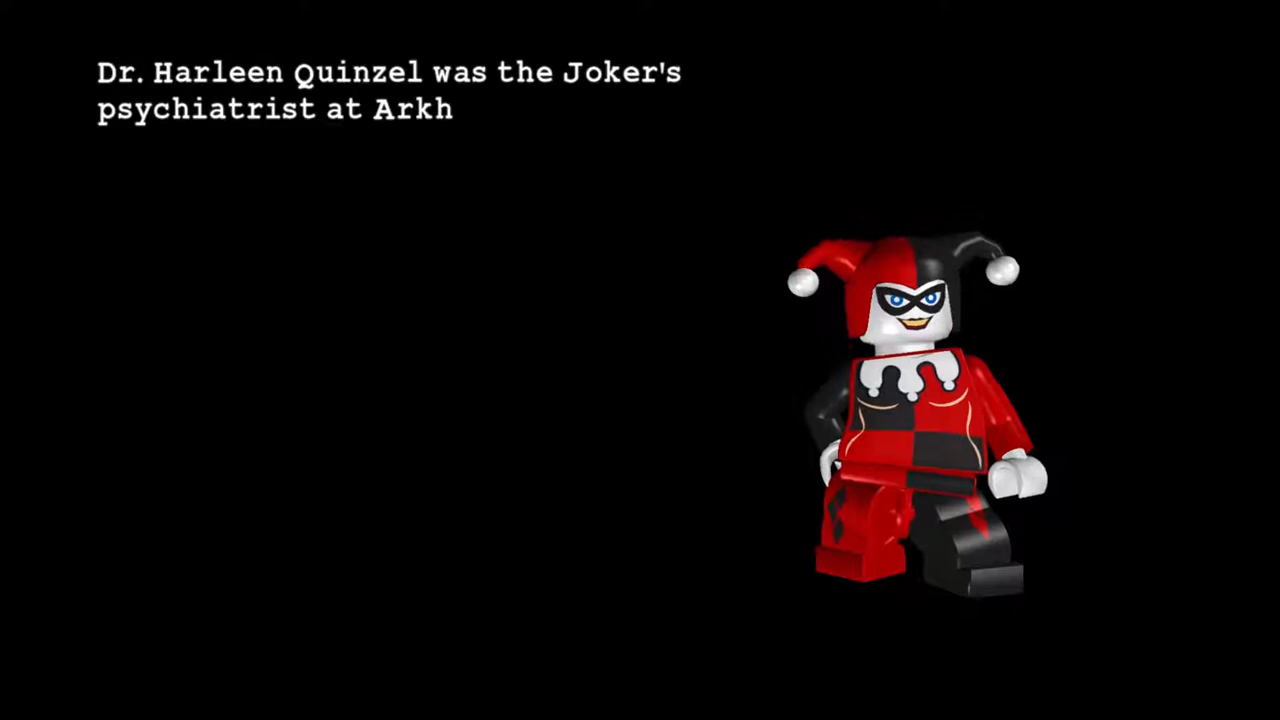 Dr. Harleen Quinzel was the Joker's
psychiatrist at Arkh